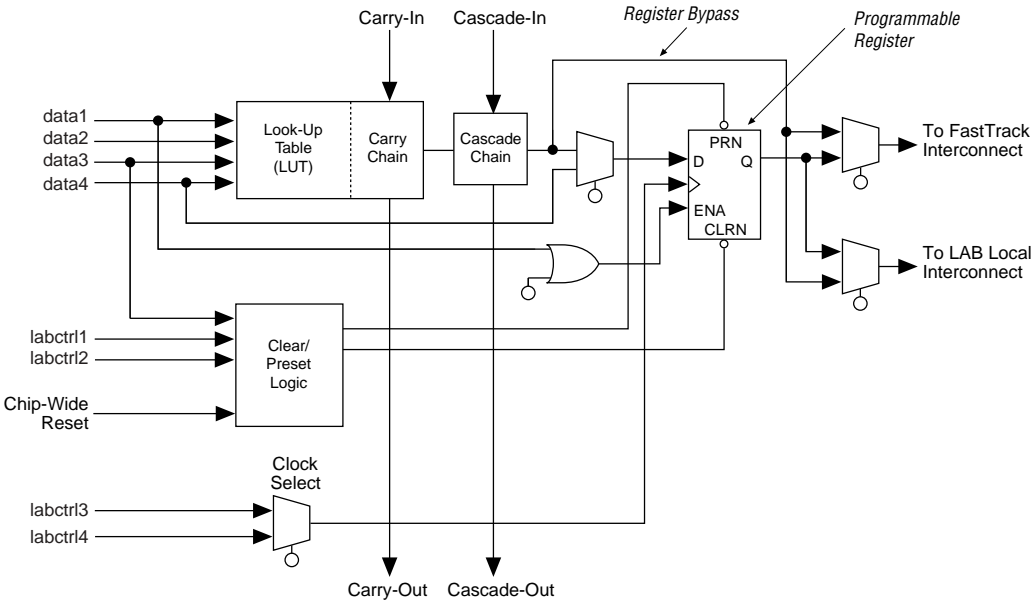 Carry-In
Cascade-In
Register Bypass
Programmable
Register
data1
data2
data3
data4
Look-Up
Table
(LUT)
Carry
Chain
Cascade
Chain
PRN
D
Q
ENA
CLRN
To FastTrack
Interconnect
To LAB Local
Interconnect
labctrl1
labctrl2
Clear/
Preset
Logic
Chip-Wide
Reset
Clock
Select
labctrl3
labctrl4
Carry-Out
Cascade-Out